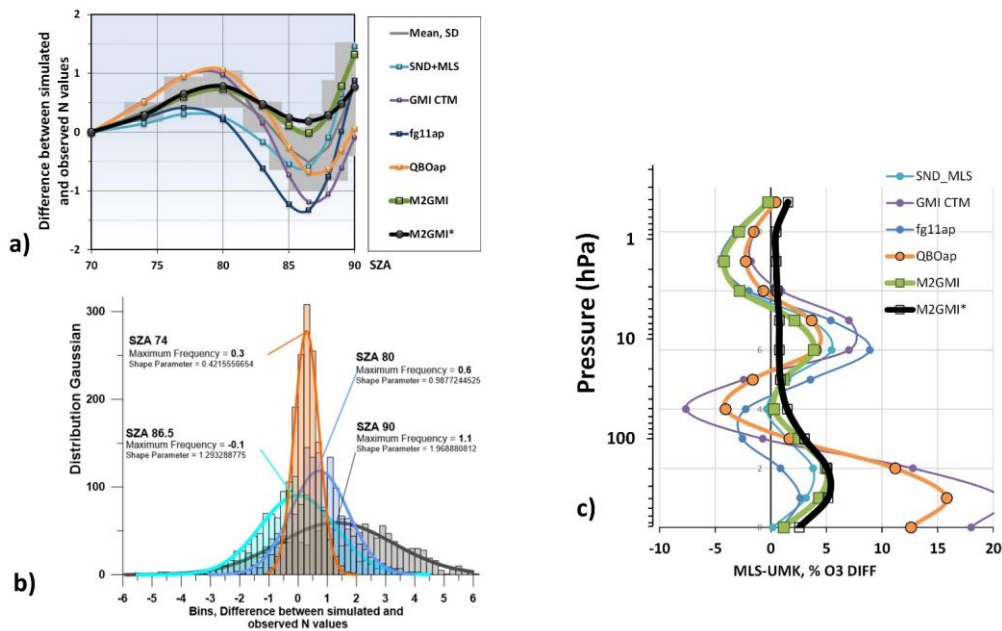 a)
Difference between simulated
and observed N values
2
1
0
-1
-2
70
75
80
85
90
SZA
Mean, SD
SND+MLS
GMI CTM
fg11ap
QBOap
M2GMI
M2GMI*
b)
Distribution Gaussian
300
200
100
0
SZA 74
Maximum Frequency = 0.3
Shape Parameter = 0.4215556654
SZA 80
Maximum Frequency = 0.6
Shape Parameter = 0.9877244525
SZA 86.5
Maximum Frequency = -0.1
Shape Parameter = 1.293288775
SZA 90
Maximum Frequency = 1.1
Shape Parameter = 1.968880812
-6 -5 -4 -3 -2 -1 0 1 2 3 4 5 6
Bins, Difference between simulated and
observed N values
c)
Pressure (hPa)
1
10
100
8
6
4
2
0
SND_MLS
GMI CTM
fg11ap
QBOap
M2GMI
M2GMI*
-10 -5 0 5 10 15 20
MLS-UMK, % O3 DIFF